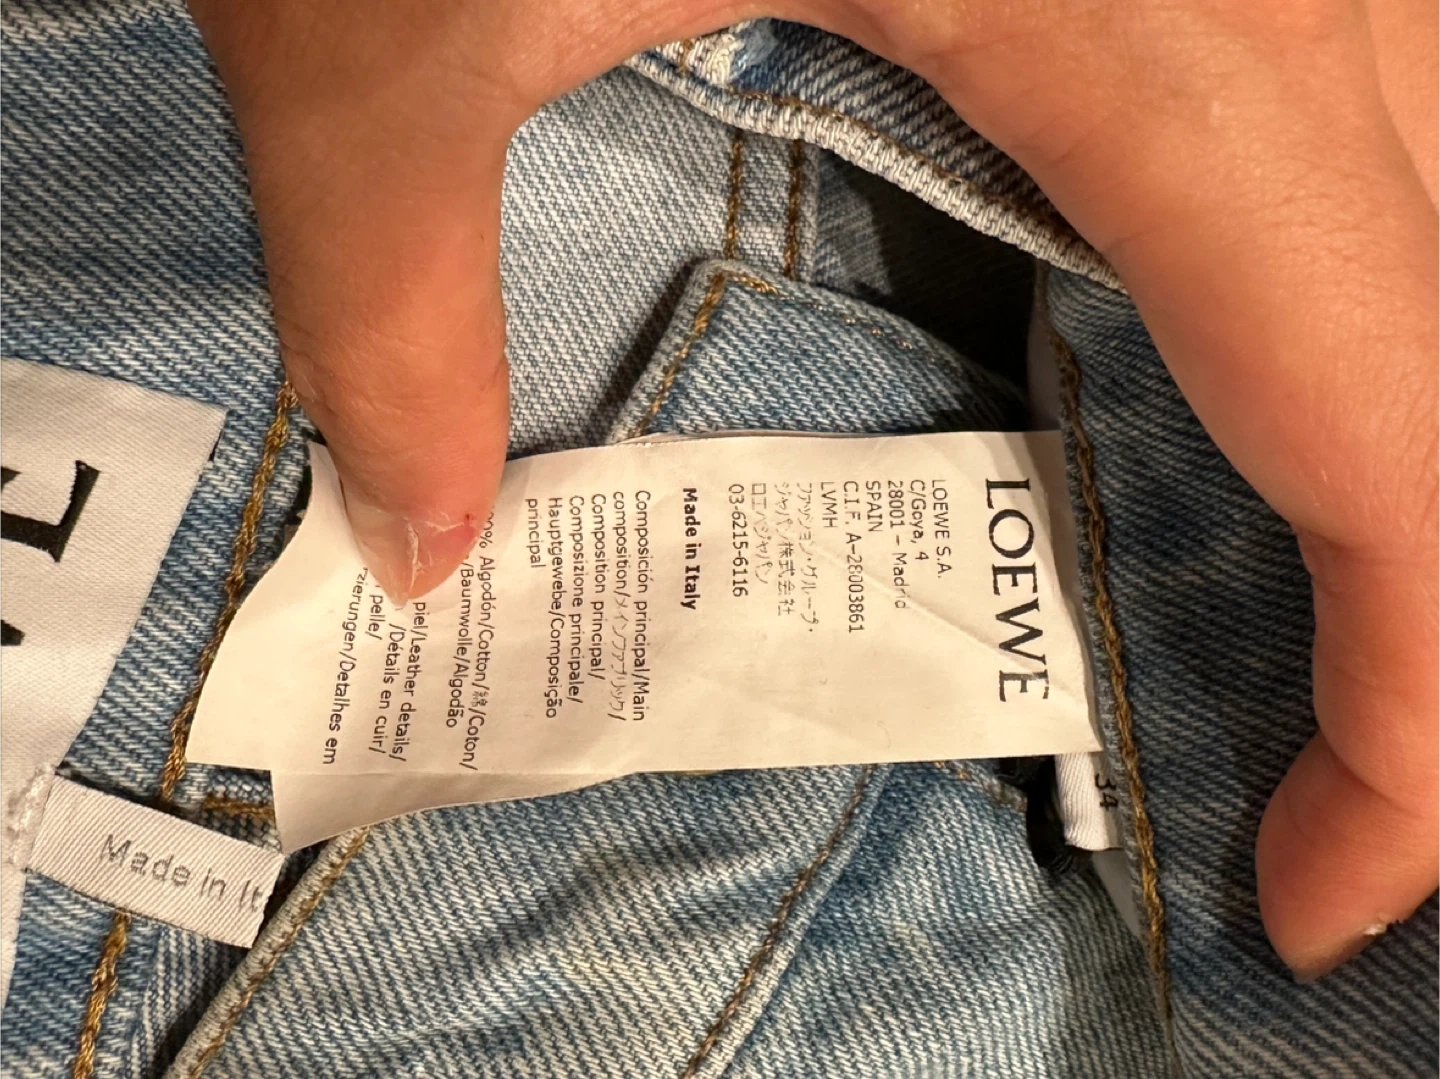 LOEWE
LOEWE S.A.
C/Goya, 4
28001 – Madrid
SPAIN
C.I.F. A-28003861
LVMH
ファッション・グループ・
ジャパン株式会社
ロエベジャパン
03-6215-6116
Made in Italy
Composición principal/Main
composition/メインファブリック/
Composition principal/
Composizione principale/
Hauptgewebe/Composição
principal
% Algodón/Cotton/綿/Coton/
/Baumwolle/Algodão
piel/Leather details/
/Détails en cuir/
pelle/
zierungen/Detalhes em
34
E
Made in It